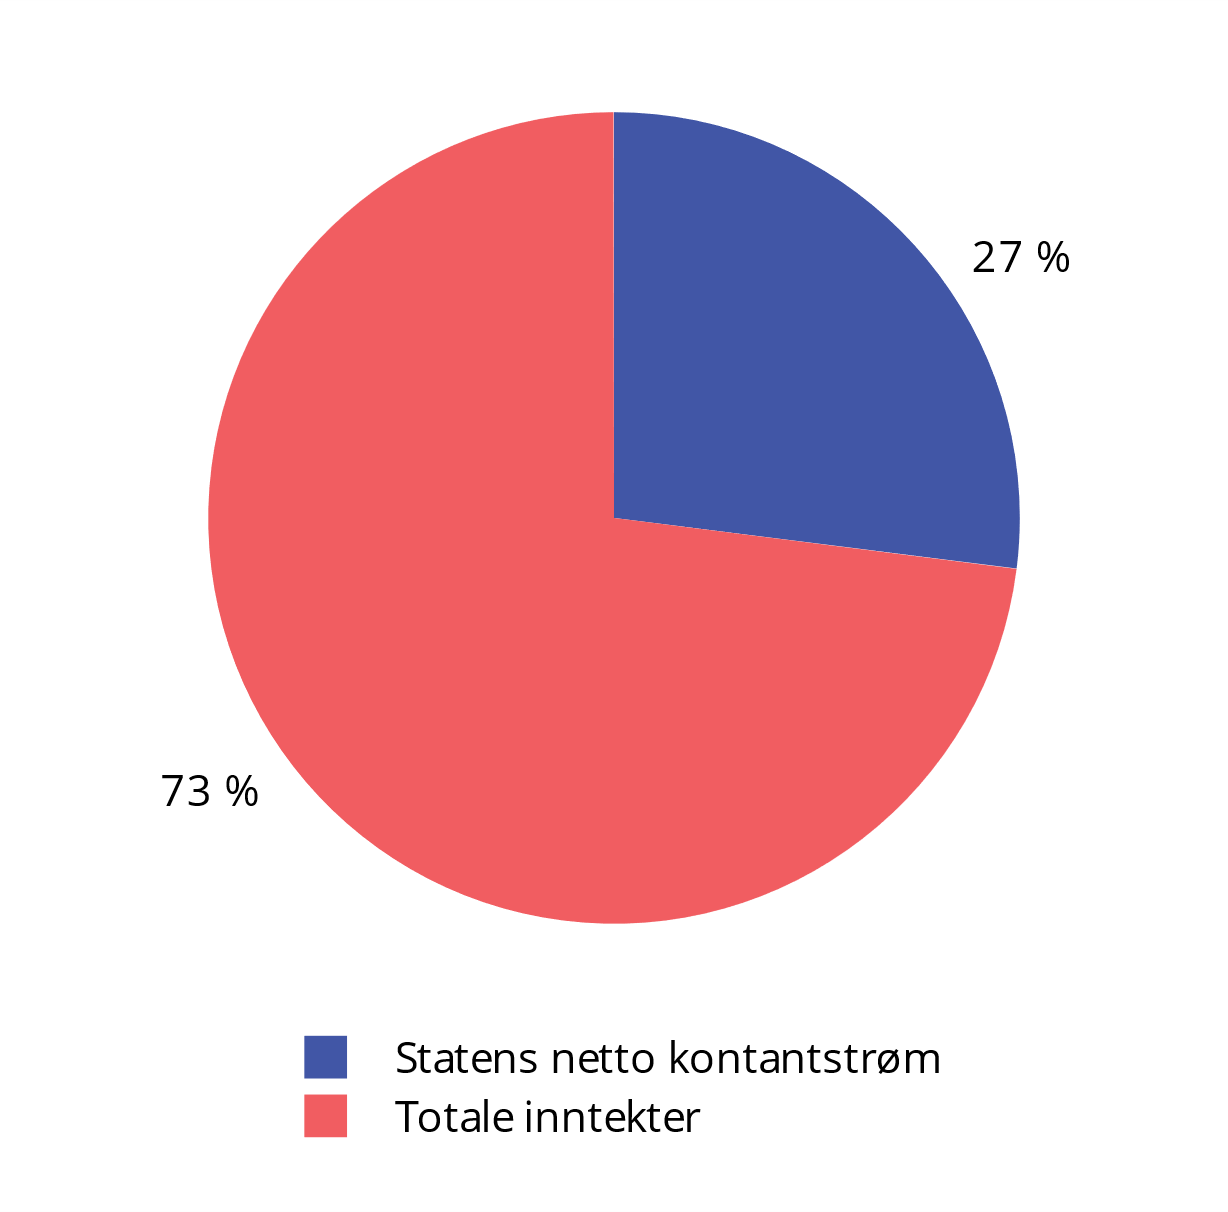 27 %
73 %
Statens netto kontantstrøm
Totale inntekter